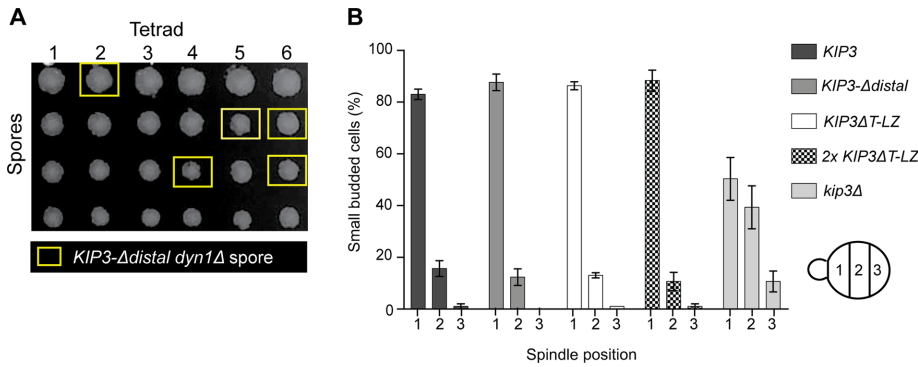 A
Tetrad
1 2 3 4 5 6
Spores
KIP3-Δdistal dyn1Δ spore
B
Small budded cells (%)
100
80
60
40
20
0
1 2 3 1 2 3 1 2 3 1 2 3 1 2 3
Spindle position
KIP3
KIP3-Δdistal
KIP3ΔT-LZ
2x KIP3ΔT-LZ
kip3Δ
1 2 3